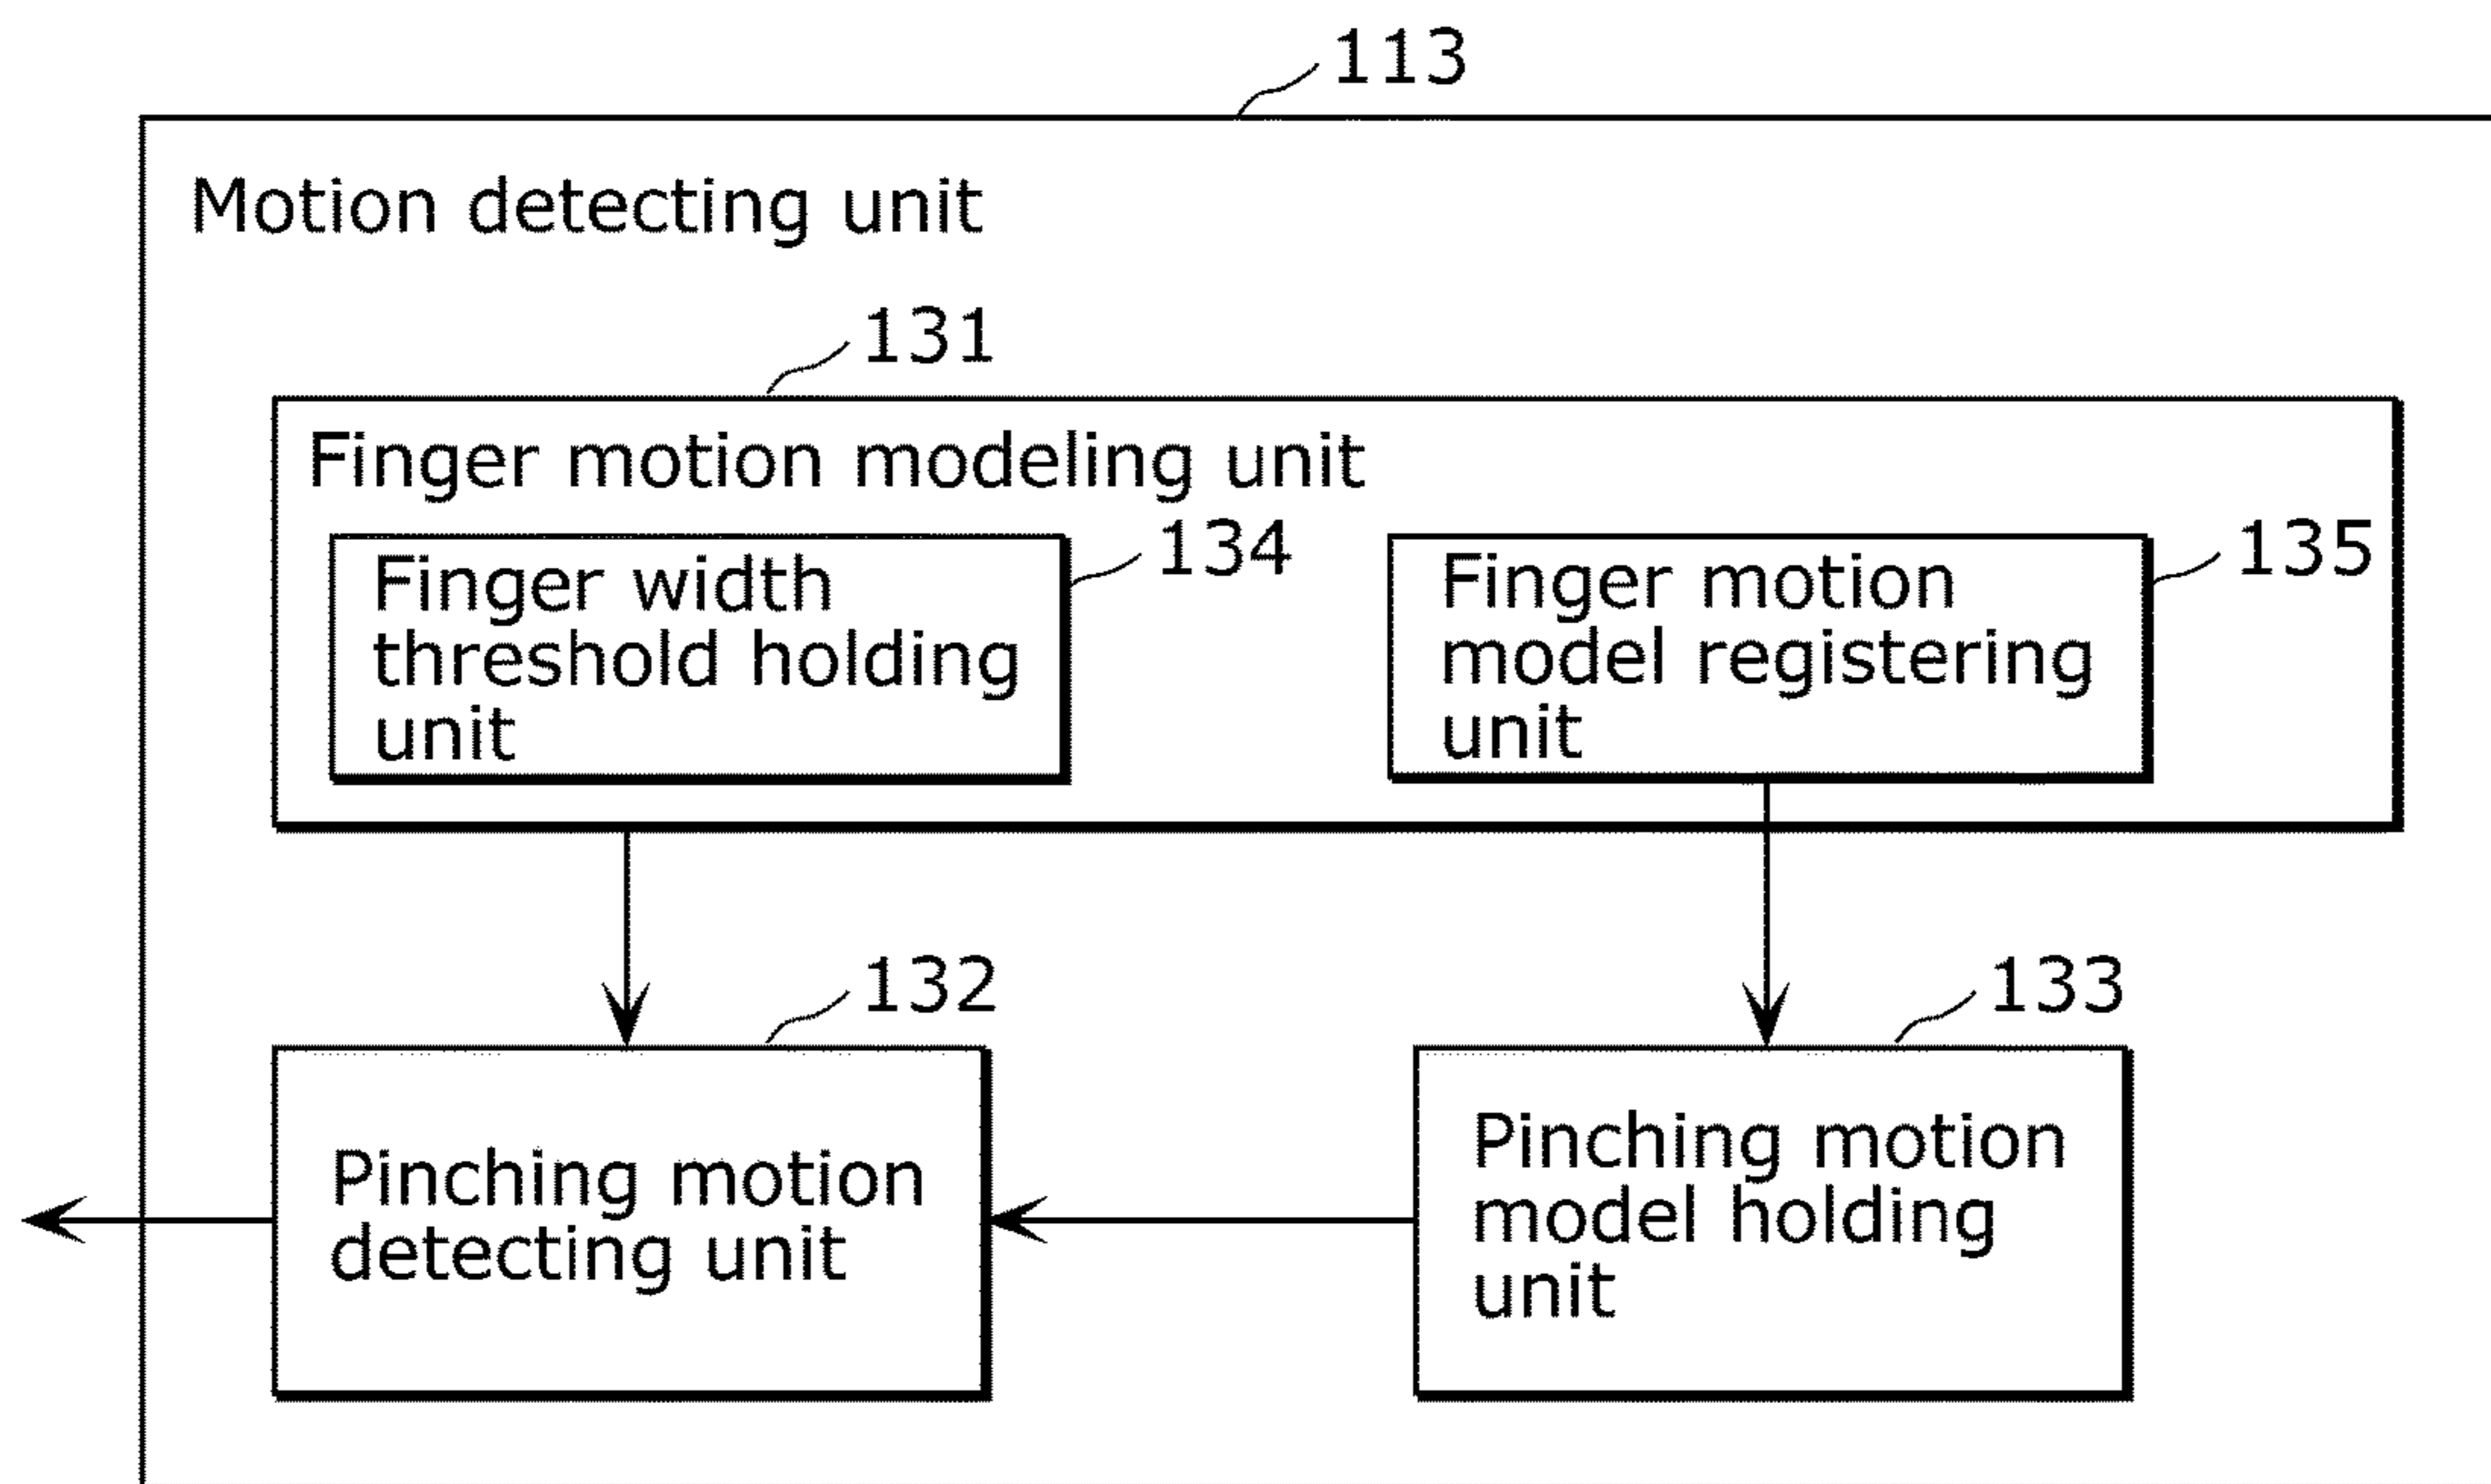 113
Motion detecting unit
131
Finger motion modeling unit
134
Finger width
threshold holding
unit
135
Finger motion
model registering
unit
132
Pinching motion
detecting unit
133
Pinching motion
model holding
unit